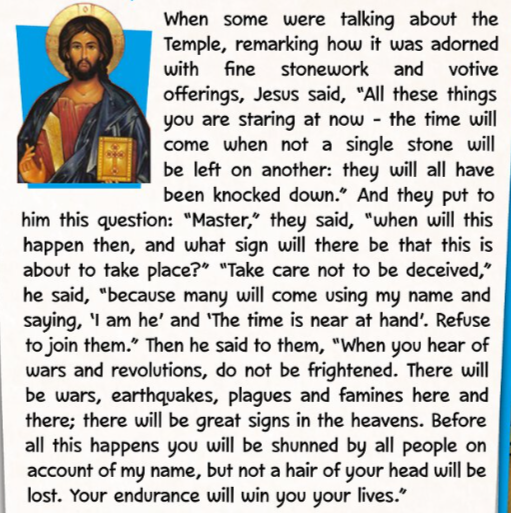 When some were talking about the
Temple, remarking how it was adorned
with fine stonework and votive
offerings, Jesus said, “All these things
you are staring at now - the time will
come when not a single stone will
be left on another: they will all have
been knocked down.” And they put to
him this question: “Master,” they said, “when will this
happen then, and what sign will there be that this is
about to take place?” “Take care not to be deceived,”
he said, “because many will come using my name and
saying, ‘I am he’ and ‘The time is near at hand’. Refuse
to join them.” Then he said to them, “When you hear of
wars and revolutions, do not be frightened. There will
be wars, earthquakes, plagues and famines here and
there; there will be great signs in the heavens. Before
all this happens you will be shunned by all people on
account of my name, but not a hair of your head will be
lost. Your endurance will win you your lives.”